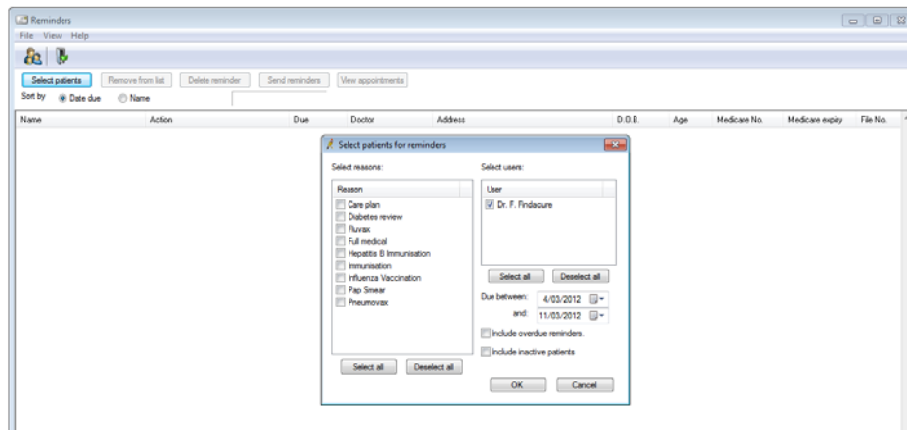 Reminders
File View Help
Select patients Remove from list Delete reminder Send reminders View appointments
Sort by Date due Name
Name Action Due Doctor Address D.O.B. Age Medicare No. Medicare expiry File No.
Select patients for reminders
Select reasons:
Reason
Care plan
Diabetes review
Fluvax
Full medical
Hepatitis B Immunisation
Immunisation
Influenza Vaccination
Pap Smear
Pneumovax
Select all Deselect all
Select users:
User
Dr. F. Findacure
Select all Deselect all
Due between: 4/03/2012
and: 11/03/2012
Include overdue reminders.
Include inactive patients
OK Cancel